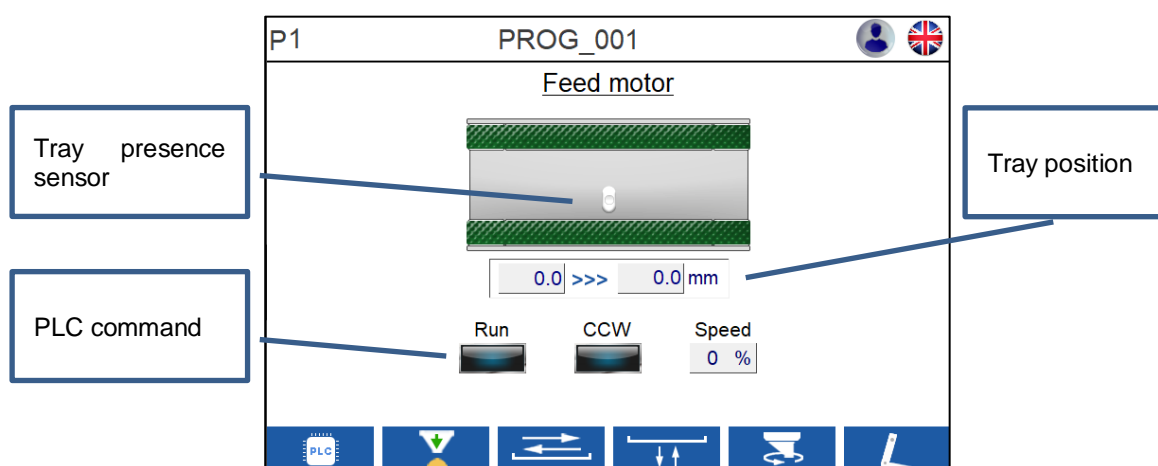 P1 PROG_001
Feed motor
Tray presence
sensor
Tray position
0.0 >>> 0.0 mm
PLC command
Run CCW Speed
0 %
PLC